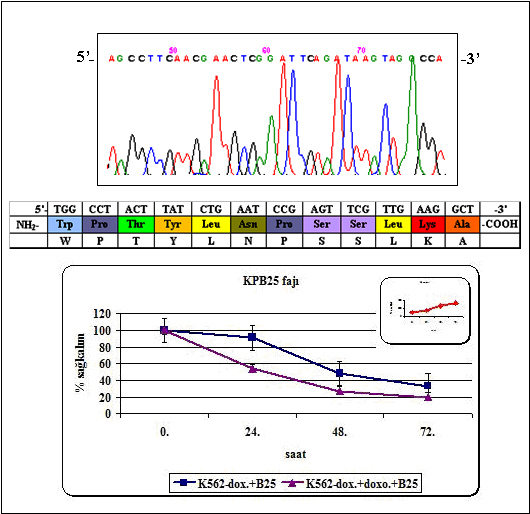 50 60 70
5’- AGCCTTCAACGAACTCGGATTCAGATAAGTAGGCCA -3’
5'- TGG CCT ACT TAT CTG AAT CCG AGT TCG TTG AAG GCT -3'
NH2- Trp Pro Thr Tyr Leu Asn Pro Ser Ser Leu Lys Ala -COOH
W P T Y L N P S S L K A
KPB25 fajı
% sağkalım
120
100
80
60
40
20
0
0. 24. 48. 72.
saat
K562-dox.+B25 K562-dox.+doxo.+B25